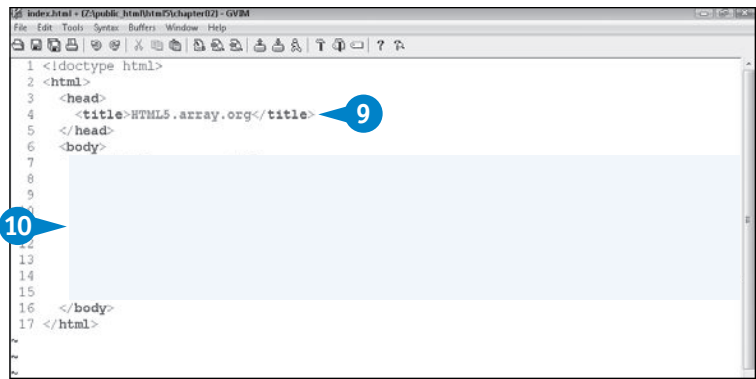 index.html + (Z:\public_html\html5\chapter02) - GVIM
File Edit Tools Syntax Buffers Window Help
1 <!doctype html>
2 <html>
3 <head>
4 <title>HTML5.array.org</title> 9
5 </head>
6 <body>
7
8
9
10
12
13
14
15
16 </body>
17 </html>
~
~
~